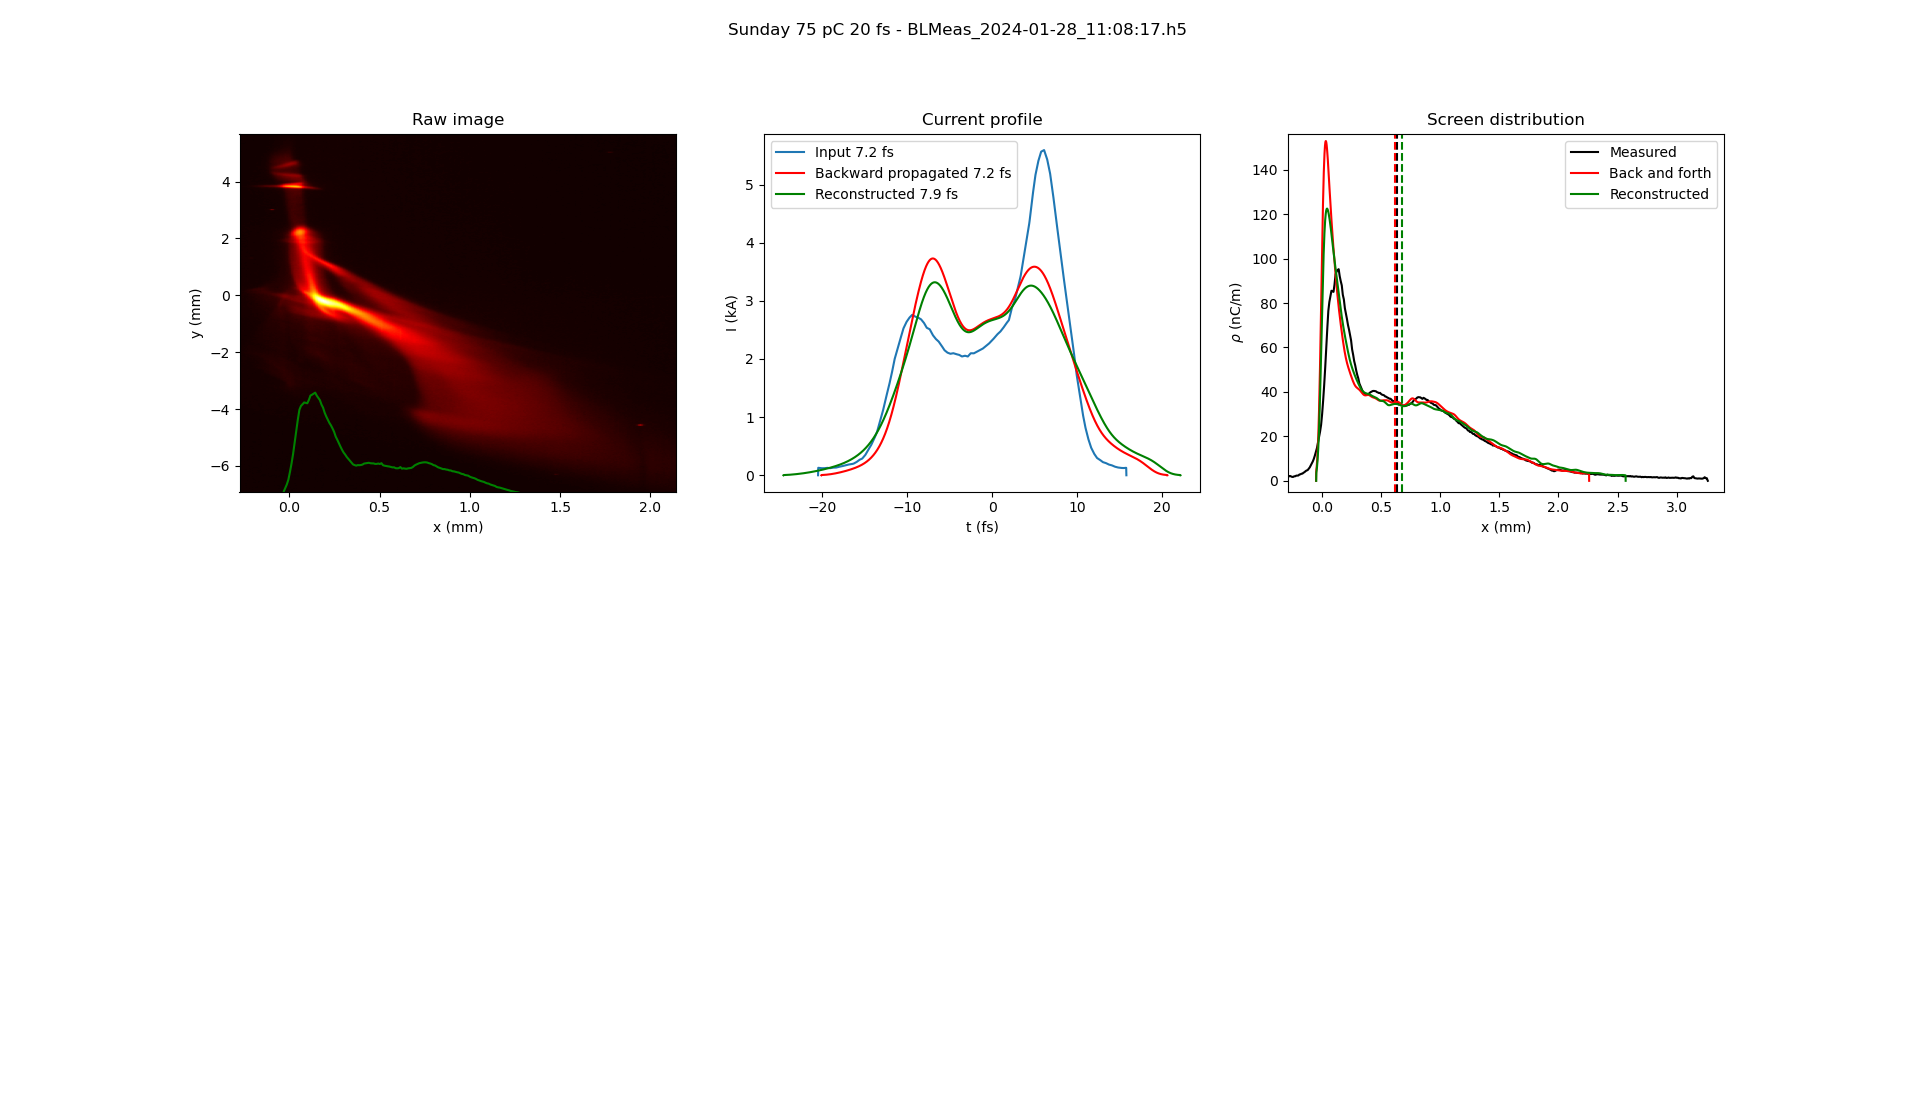 Sunday 75 pC 20 fs - BLMeas_2024-01-28_11:08:17.h5
Raw image
y (mm)
4
2
0
−2
−4
−6
0.0 0.5 1.0 1.5 2.0
x (mm)
Current profile
Input 7.2 fs
Backward propagated 7.2 fs
Reconstructed 7.9 fs
I (kA)
5
4
3
2
1
0
−20 −10 0 10 20
t (fs)
Screen distribution
Measured
Back and forth
Reconstructed
ρ (nC/m)
140
120
100
80
60
40
20
0
0.0 0.5 1.0 1.5 2.0 2.5 3.0
x (mm)